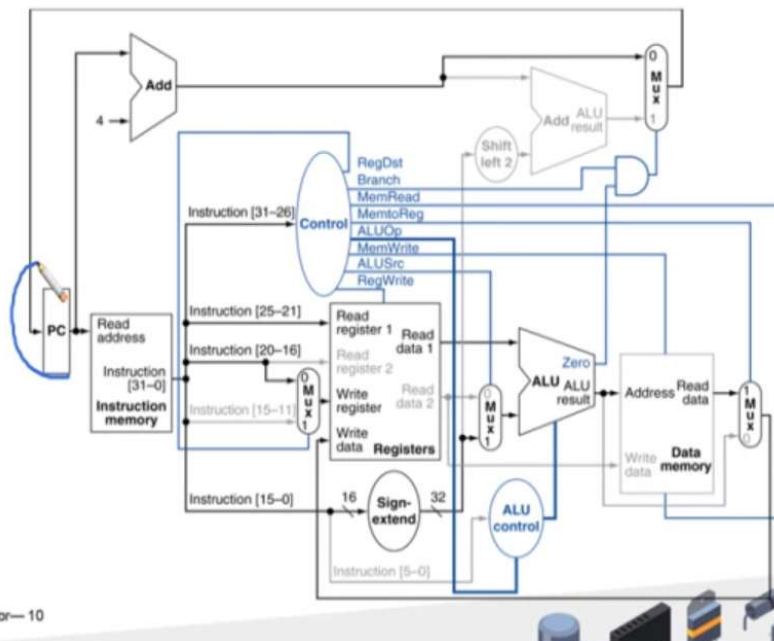 0
M
u
x
1
Add
4
Add ALU
result
Shift
left 2
RegDst
Branch
MemRead
MemtoReg
ALUOp
MemWrite
ALUSrc
RegWrite
Control
Instruction [31–26]
Instruction [25–21]
Instruction [20–16]
Instruction [15–11]
Instruction [15–0]
PC
Read
address
Instruction
[31–0]
Instruction
memory
0
M
u
x
1
Read
register 1
Read
data 1
Read
register 2
Write
register
Read
data 2
Write
data
Registers
0
M
u
x
1
Zero
ALU ALU
result
Address
Read
data
Write
data
Data
memory
1
M
u
x
0
16
Sign-
extend
32
ALU
control
Instruction [5–0]
or— 10